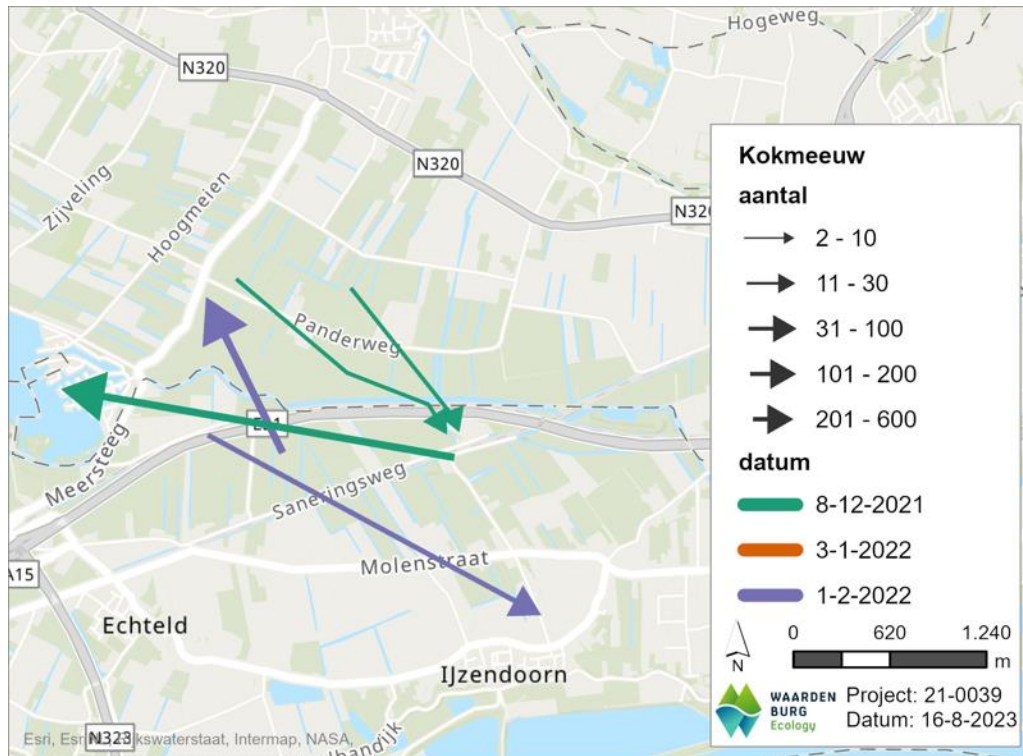 Hogeweg
N320
N320
N320
Zijveling
Hoogmeien
Panderweg
Meersteeg
Saneringsweg
Molenstraat
A15
Echteld
IJzendoorn
N323
Esri, Esri
kswaterstaat, Intermap, NASA,
Kokmeeuw
aantal
2 - 10
11 - 30
31 - 100
101 - 200
201 - 600
datum
8-12-2021
3-1-2022
1-2-2022
0 620 1.240
m
N
WAARDEN
BURG
Ecology
Project: 21-0039
Datum: 16-8-2023